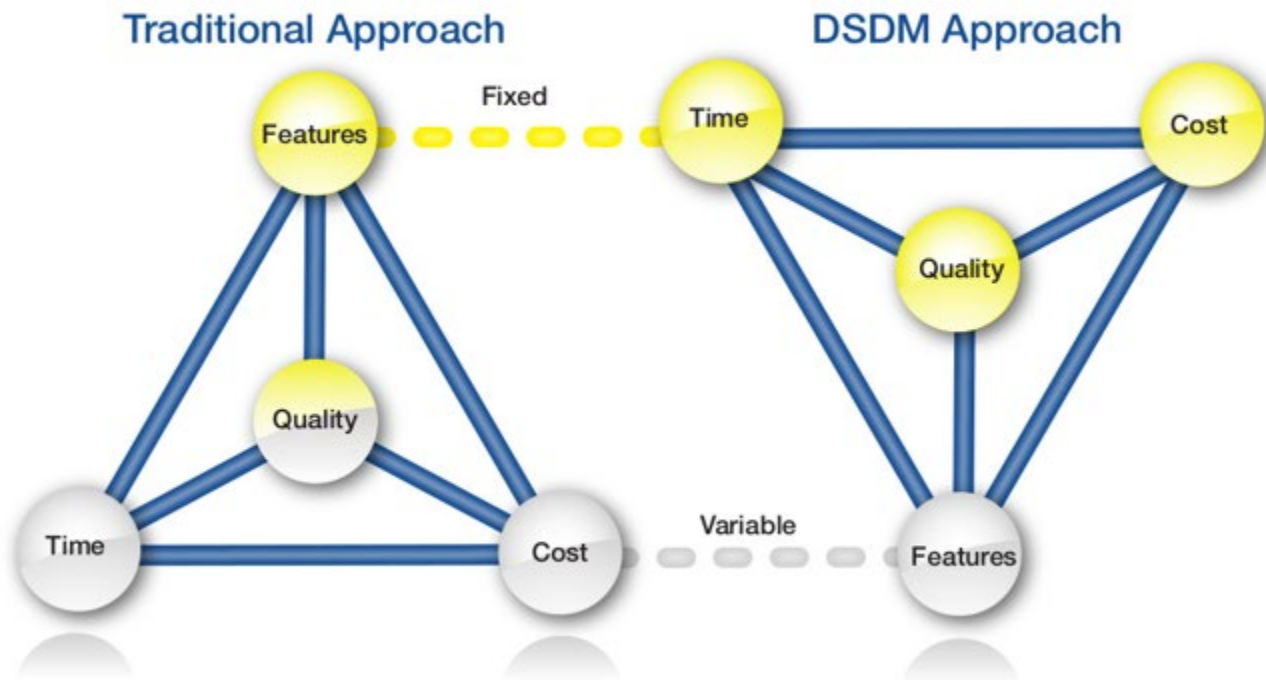 Traditional Approach
DSDM Approach
Features
Fixed
Time
Cost
Quality
Quality
Time
Cost
Variable
Features